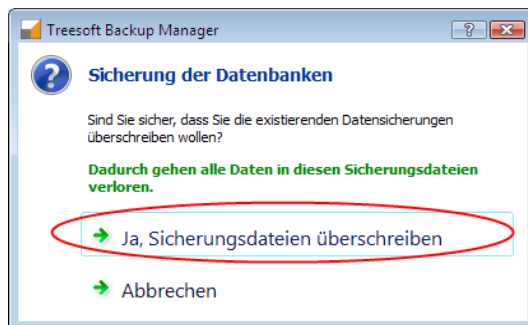 Treesoft Backup Manager
Sicherung der Datenbanken
Sind Sie sicher, dass Sie die existierenden Datensicherungen
überschreiben wollen?
Dadurch gehen alle Daten in diesen Sicherungsdateien
verloren.
Ja, Sicherungsdateien überschreiben
Abbrechen